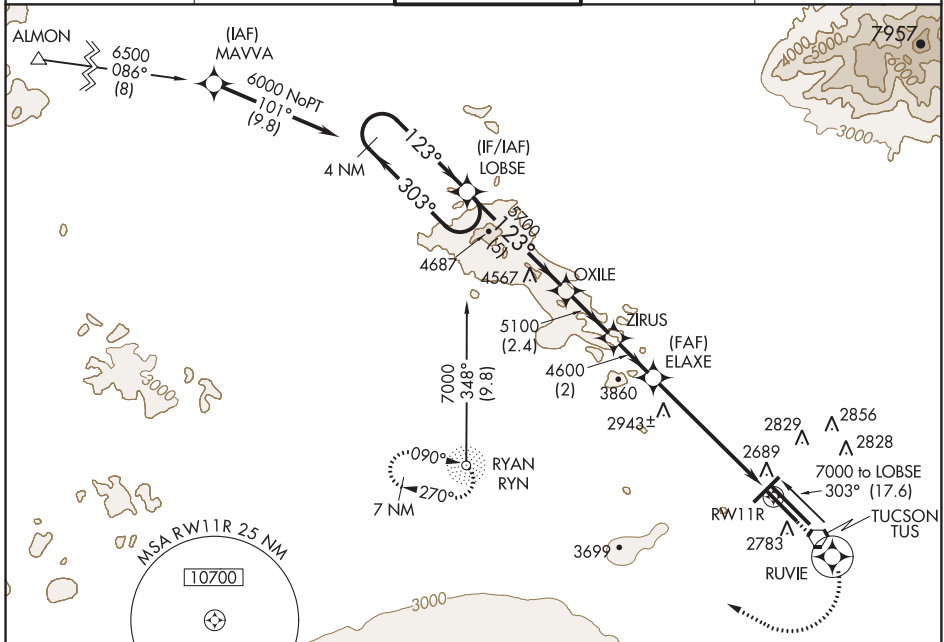 ALMON
6500
086°
(8)
(IAF)
MAVVA
6000 NoPT
101°
(9.8)
4 NM
123°
303°
(IF/IAF)
LOBSE
7957
4000
5000
6000
3000
5700
123°
(5)
4687
4567
OXILE
5100
(2.4)
ZIRUS
4600
(2)
(FAF)
ELAXE
3860
2943±
3000
7000
348°
(9.8)
090°
270°
7 NM
RYAN
RYN
2829
2856
2828
2689
7000 to LOBSE
303° (17.6)
RW11R
TUCSON
TUS
2783
RUVIE
3699
MSA RW11R 25 NM
10700
3000